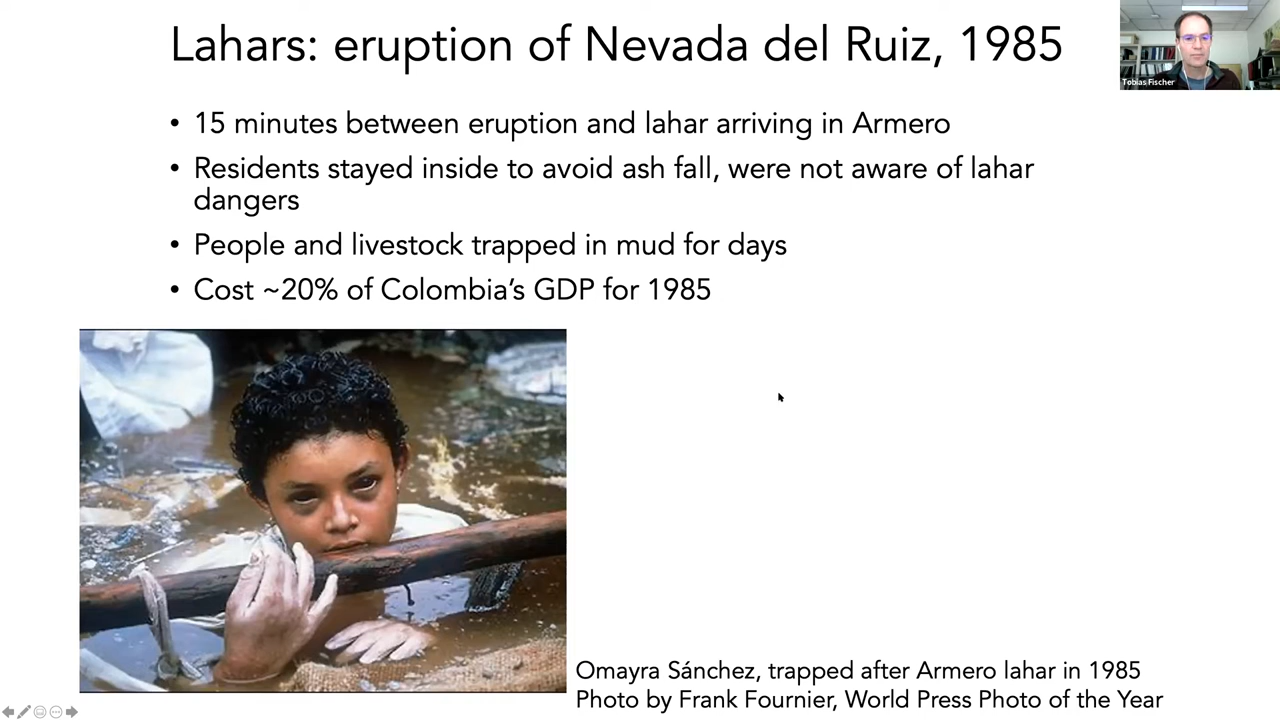 Lahars: eruption of Nevada del Ruiz, 1985
Tobias Fischer
• 15 minutes between eruption and lahar arriving in Armero
• Residents stayed inside to avoid ash fall, were not aware of lahar
dangers
• People and livestock trapped in mud for days
• Cost ~20% of Colombia’s GDP for 1985
Omayra Sánchez, trapped after Armero lahar in 1985
Photo by Frank Fournier, World Press Photo of the Year